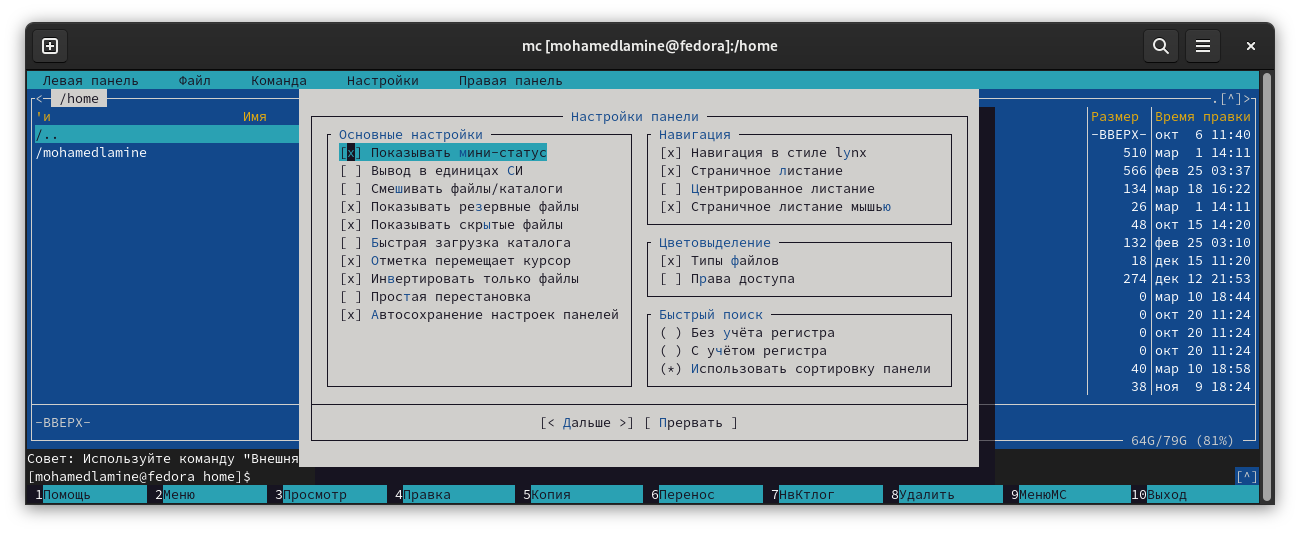 mc [mohamedlamine@fedora]:/home
Левая панель Файл Команда Настройки Правая панель
<- /home .[^]>
'и Имя Размер Время правки
/.. -ВВЕРХ- окт 6 11:40
/mohamedlamine 510 мар 1 14:11
566 фев 25 03:37
134 мар 18 16:22
26 мар 1 14:11
48 окт 15 14:20
132 фев 25 03:10
18 дек 15 11:20
274 дек 12 21:53
0 мар 10 18:44
0 окт 20 11:24
0 окт 20 11:24
0 окт 20 11:24
40 мар 10 18:58
38 ноя 9 18:24
Настройки панели
Основные настройки
[x] Показывать мини-статус
[ ] Вывод в единицах СИ
[ ] Смешивать файлы/каталоги
[x] Показывать резервные файлы
[x] Показывать скрытые файлы
[ ] Быстрая загрузка каталога
[x] Отметка перемещает курсор
[x] Инвертировать только файлы
[ ] Простая перестановка
[x] Автосохранение настроек панелей
Навигация
[x] Навигация в стиле lynx
[x] Страничное листание
[ ] Центрированное листание
[x] Страничное листание мышью
Цветовыделение
[x] Типы файлов
[ ] Права доступа
Быстрый поиск
( ) Без учёта регистра
( ) С учётом регистра
(*) Использовать сортировку панели
[< Дальше >] [ Прервать ]
-ВВЕРХ-
64G/79G (81%)
Совет: Используйте команду "Внешня
[mohamedlamine@fedora home]$ [^]
1Помощь 2Меню 3Просмотр 4Правка 5Копия 6Перенос 7НвКтлог 8Удалить 9МенюMC 10Выход